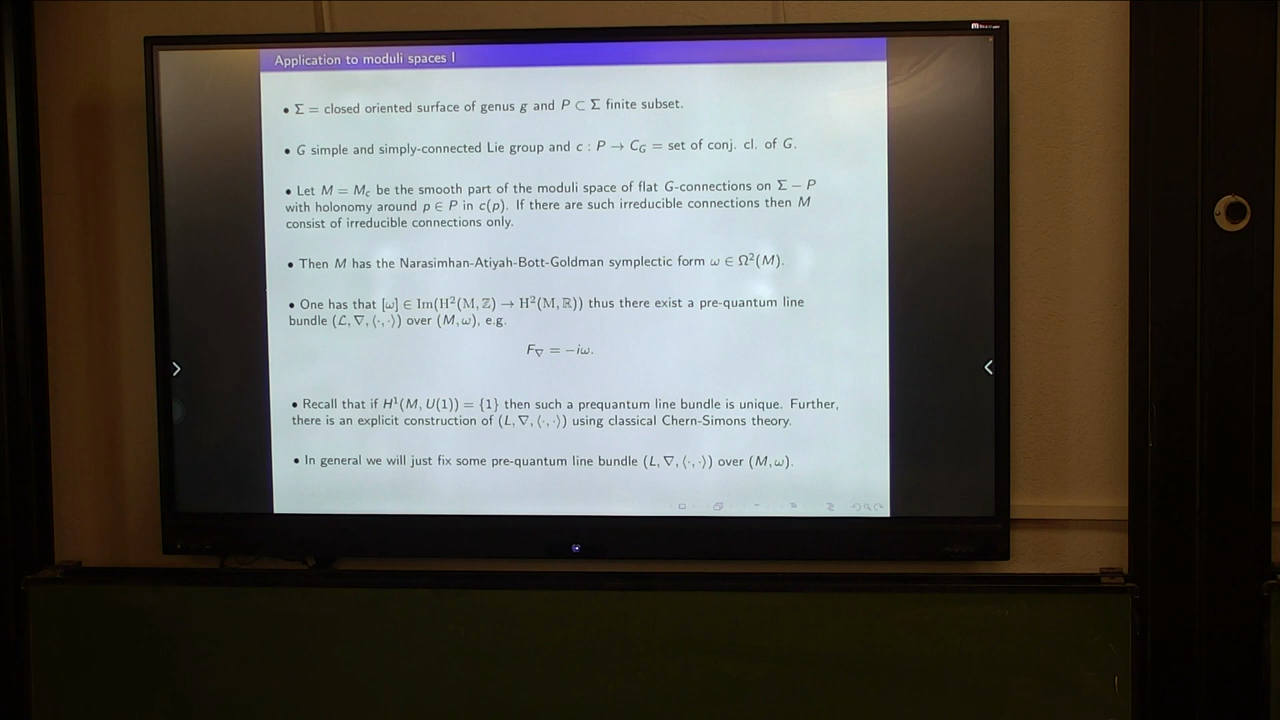 Application to moduli spaces I
• Σ = closed oriented surface of genus g and P ⊂ Σ finite subset.
• G simple and simply-connected Lie group and c : P → C_G = set of conj. cl. of G.
• Let M = M_c be the smooth part of the moduli space of flat G-connections on Σ − P
with holonomy around p ∈ P in c(p). If there are such irreducible connections then M
consist of irreducible connections only.
• Then M has the Narasimhan-Atiyah-Bott-Goldman symplectic form ω ∈ Ω²(M).
• One has that [ω] ∈ Im(H²(M, ℤ) → H²(M, ℝ)) thus there exist a pre-quantum line
bundle (ℒ, ∇, ⟨·, ·⟩) over (M, ω), e.g.
F_∇ = −iω.
• Recall that if H¹(M, U(1)) = {1} then such a prequantum line bundle is unique. Further,
there is an explicit construction of (L, ∇, ⟨·, ·⟩) using classical Chern-Simons theory.
• In general we will just fix some pre-quantum line bundle (L, ∇, ⟨·, ·⟩) over (M, ω).